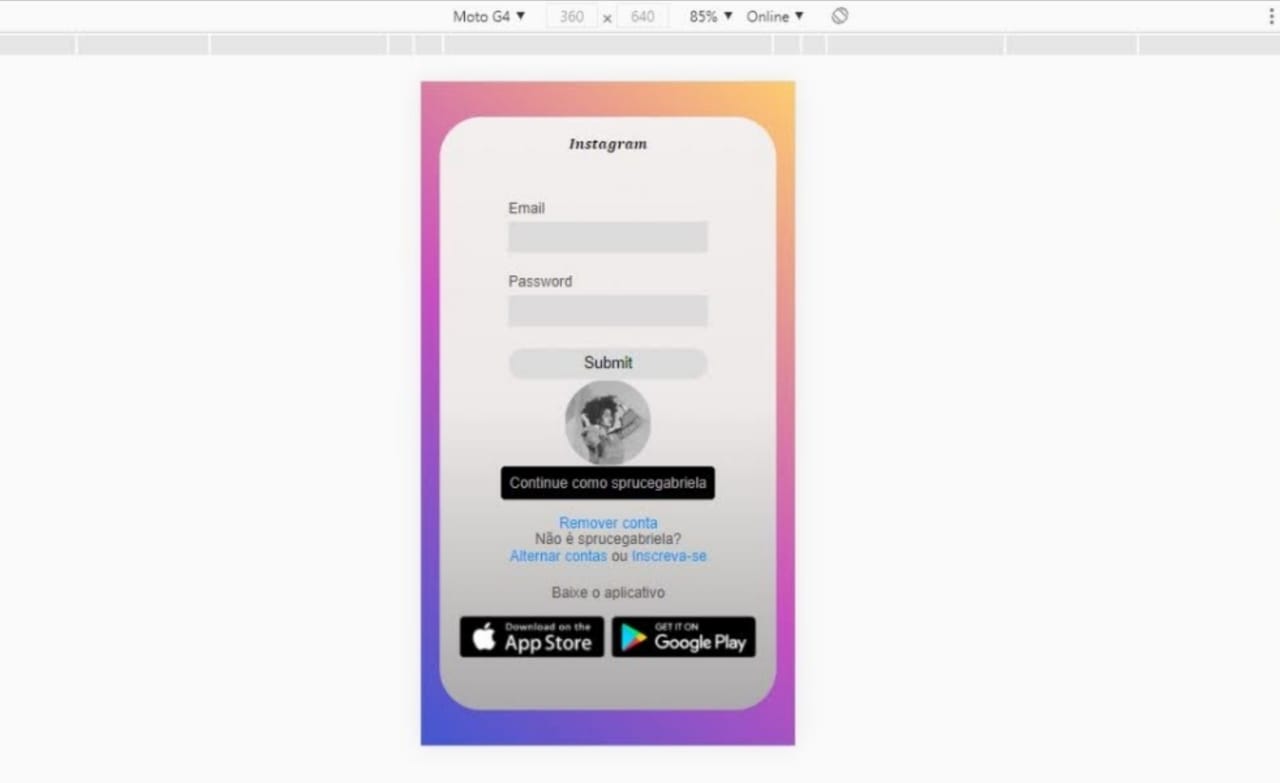 Moto G4 ▼ 360 x 640 85% ▼ Online ▼
Instagram
Email
Password
Submit
Continue como sprucegabriela
Remover conta
Não é sprucegabriela?
Alternar contas ou Inscreva-se
Baixe o aplicativo
Download on the
App Store
GET IT ON
Google Play